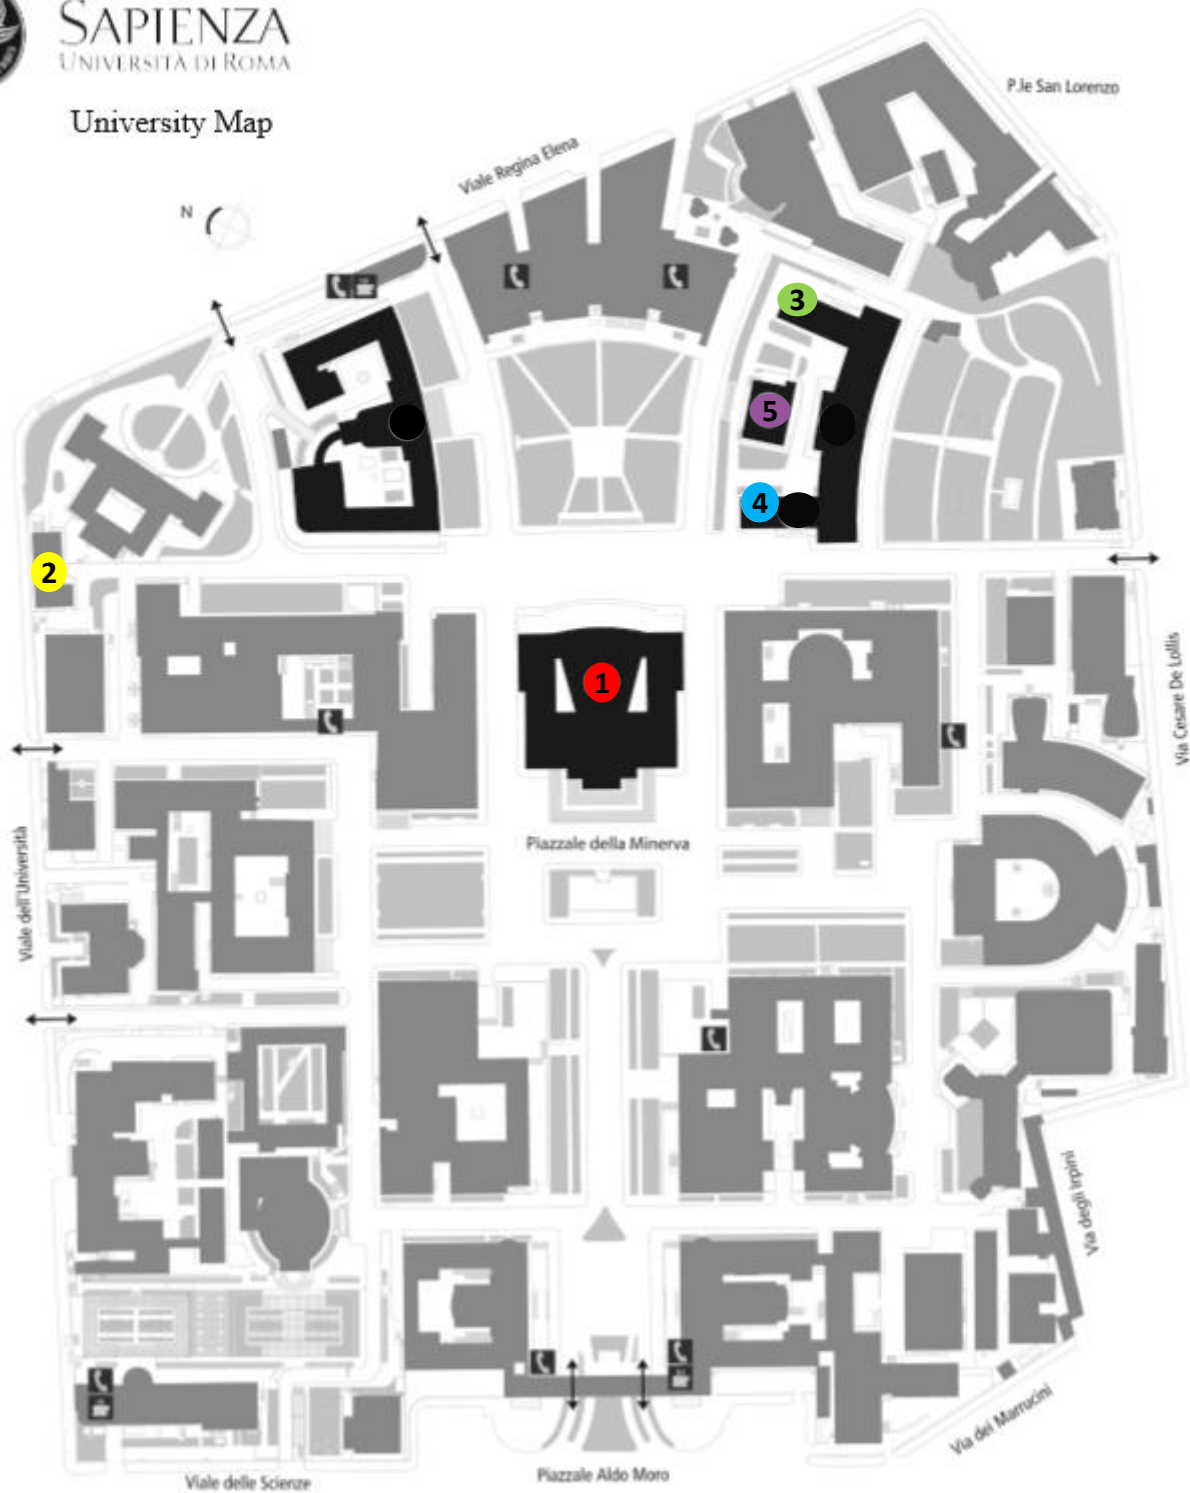 SAPIENZA
UNIVERSITÀ DI ROMA
University Map
P.le San Lorenzo
Viale Regina Elena
N
3
5
4
2
1
Via Cesare De Lollis
Piazzale della Minerva
Viale dell'Università
Via degli Irpini
Via dei Marrucini
Viale delle Scienze
Piazzale Aldo Moro